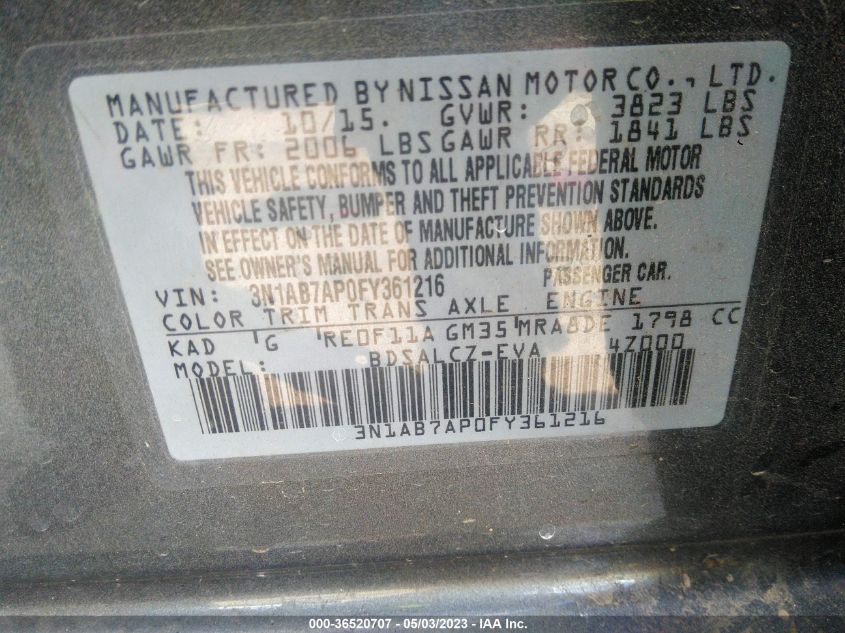 MANUFACTURED BY NISSAN MOTOR CO., LTD.
DATE: 10/15. GVWR: 3823 LBS
GAWR FR: 2006 LBS GAWR RR: 1841 LBS
THIS VEHICLE CONFORMS TO ALL APPLICABLE FEDERAL MOTOR
VEHICLE SAFETY, BUMPER AND THEFT PREVENTION STANDARDS
IN EFFECT ON THE DATE OF MANUFACTURE SHOWN ABOVE.
SEE OWNER'S MANUAL FOR ADDITIONAL INFORMATION.
VIN: 3N1AB7AP0FY361216 PASSENGER CAR.
COLOR TRIM TRANS AXLE ENGINE
KAD G RE0F11A GM35 MRA8DE 1798 CC
MODEL: BDSALCZ-EVA 4Z000
3N1AB7AP0FY361216
000-36520707 - 05/03/2023 - IAA Inc.